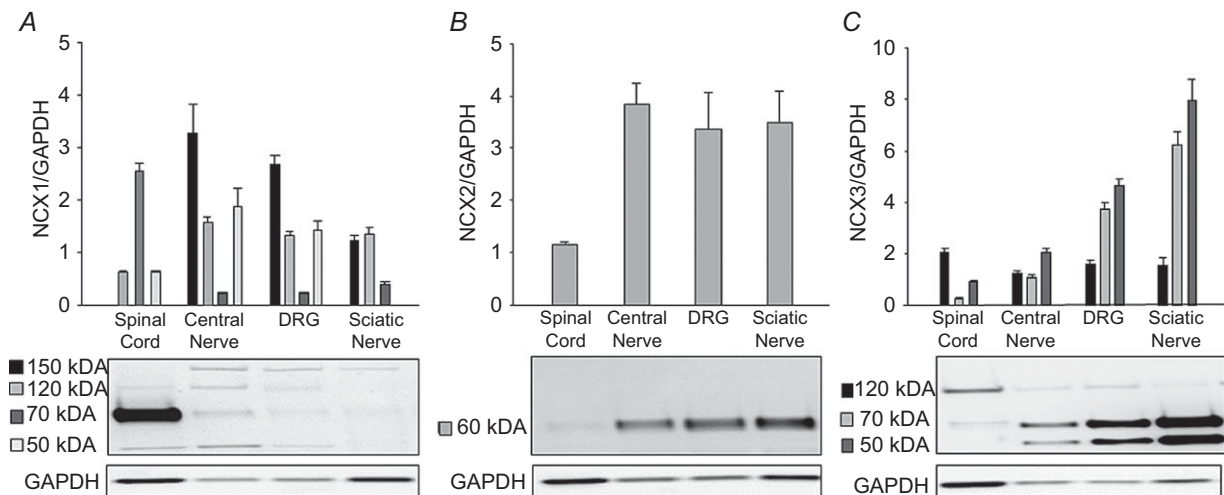 A
NCX1/GAPDH
5
4
3
2
1
0
Spinal Cord
Central Nerve
DRG
Sciatic Nerve
150 kDA
120 kDA
70 kDA
50 kDA
GAPDH
B
NCX2/GAPDH
5
4
3
2
1
0
Spinal Cord
Central Nerve
DRG
Sciatic Nerve
60 kDA
GAPDH
C
NCX3/GAPDH
10
8
6
4
2
0
Spinal Cord
Central Nerve
DRG
Sciatic Nerve
120 kDA
70 kDA
50 kDA
GAPDH